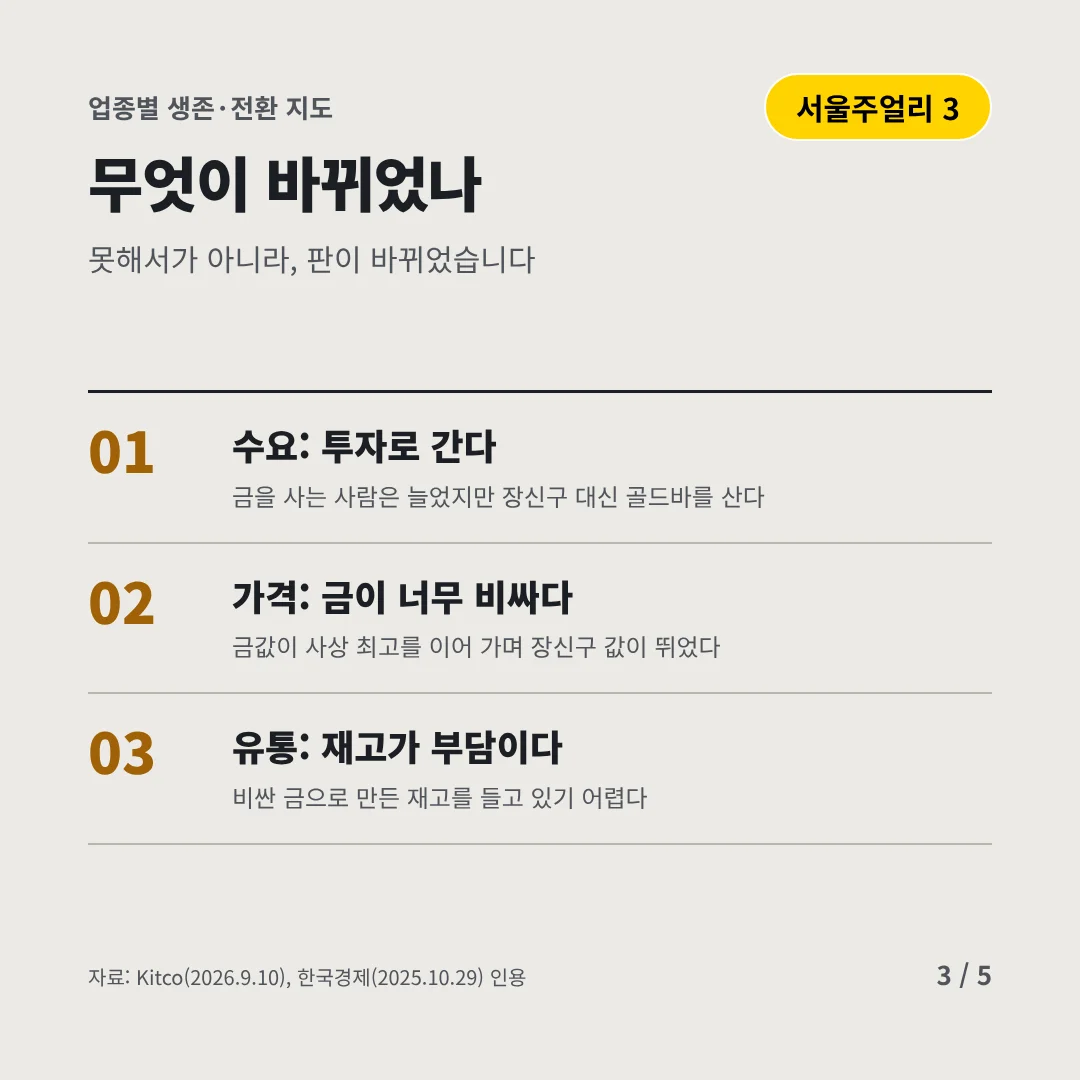 업종별 생존·전환 지도
서울주얼리 3
무엇이 바뀌었나
못해서가 아니라, 판이 바뀌었습니다
01
수요: 투자로 간다
금을 사는 사람은 늘었지만 장신구 대신 골드바를 산다
02
가격: 금이 너무 비싸다
금값이 사상 최고를 이어 가며 장신구 값이 뛰었다
03
유통: 재고가 부담이다
비싼 금으로 만든 재고를 들고 있기 어렵다
자료: Kitco(2026.9.10), 한국경제(2025.10.29) 인용
3 / 5